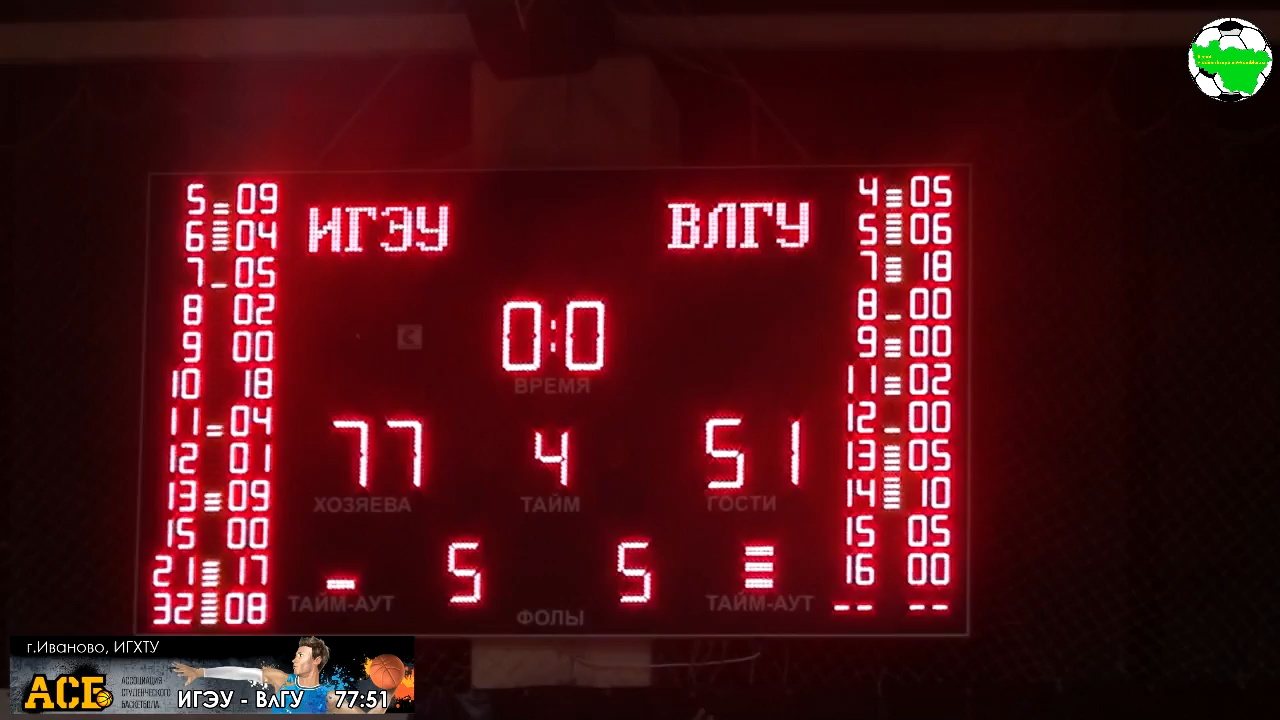 5 09
6 04
7 05
8 02
9 00
10 18
11 04
12 01
13 09
15 00
21 17
32 08
ИГЭУ ВЛГУ
0:0
ВРЕМЯ
77 4 51
ХОЗЯЕВА ТАЙМ ГОСТИ
5 5
ТАЙМ-АУТ ФОЛЫ ТАЙМ-АУТ
4 05
5 06
7 18
8 00
9 00
11 02
12 00
13 05
14 10
15 05
16 00
-- --
г.Иваново, ИГХТУ
АСБ
АССОЦИАЦИЯ
СТУДЕНЧЕСКОГО
БАСКЕТБОЛА
ИГЭУ - ВлГУ 77:51